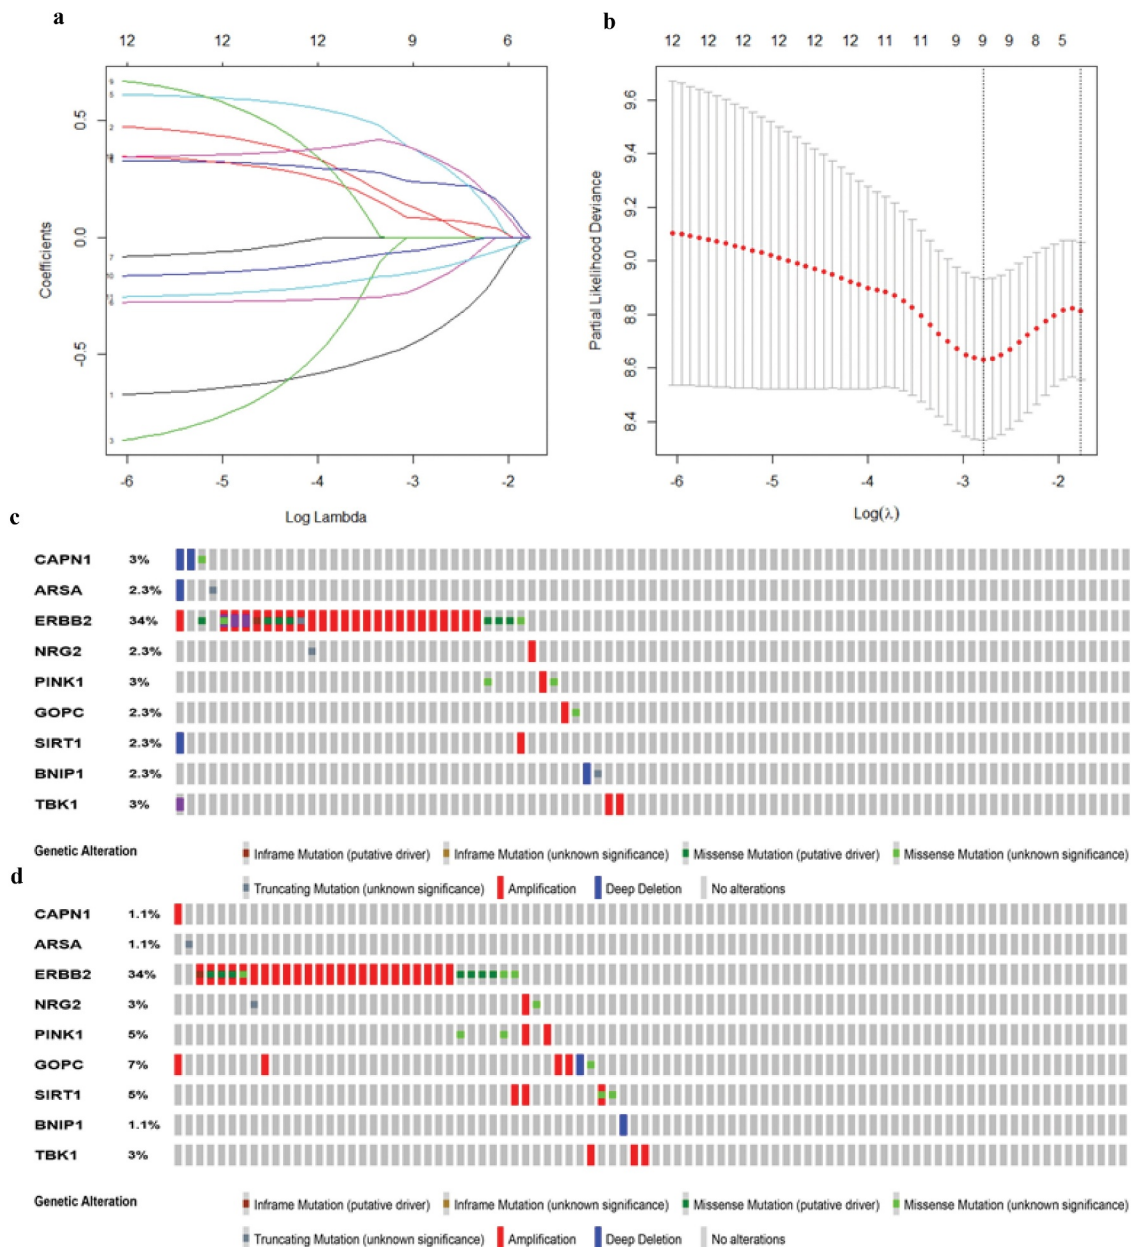 a
12 12 12 9 6
Coefficients
0.5
0.0
-0.5
9
5
2
7
10
6
1
3
-6 -5 -4 -3 -2
Log Lambda
b
12 12 12 12 12 12 11 11 9 9 9 8 5
Partial Likelihood Deviance
9.6
9.4
9.2
9.0
8.8
8.6
8.4
-6 -5 -4 -3 -2
Log(λ)
c
CAPN1 3%
ARSA 2.3%
ERBB2 34%
NRG2 2.3%
PINK1 3%
GOPC 2.3%
SIRT1 2.3%
BNIP1 2.3%
TBK1 3%
Genetic Alteration Inframe Mutation (putative driver) Inframe Mutation (unknown significance) Missense Mutation (putative driver) Missense Mutation (unknown significance)
Truncating Mutation (unknown significance) Amplification Deep Deletion No alterations
d
CAPN1 1.1%
ARSA 1.1%
ERBB2 34%
NRG2 3%
PINK1 5%
GOPC 7%
SIRT1 5%
BNIP1 1.1%
TBK1 3%
Genetic Alteration Inframe Mutation (putative driver) Inframe Mutation (unknown significance) Missense Mutation (putative driver) Missense Mutation (unknown significance)
Truncating Mutation (unknown significance) Amplification Deep Deletion No alterations